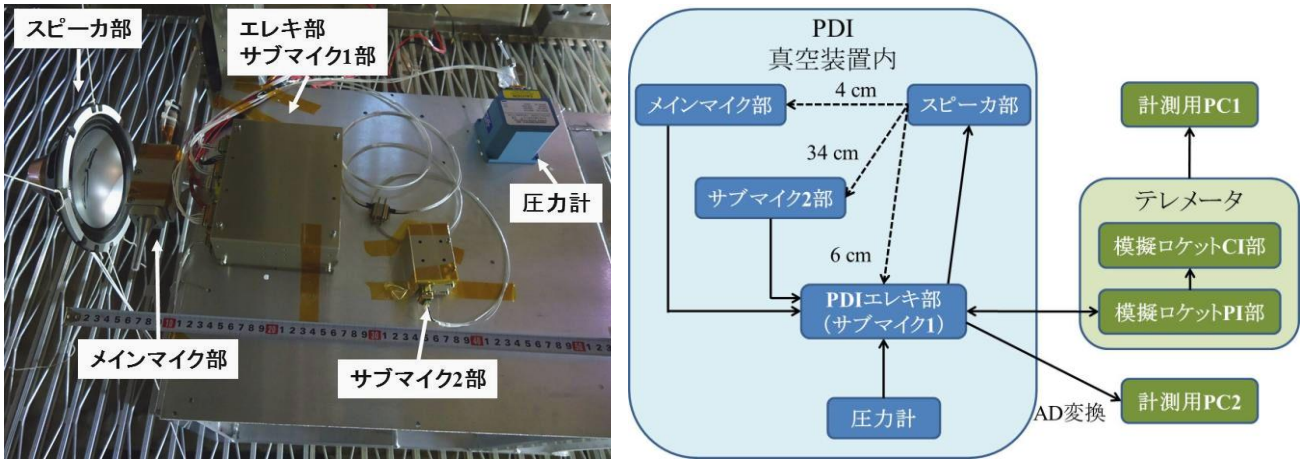 スピーカ部
エレキ部
サブマイク1部
圧力計
メインマイク部
サブマイク2部
PDI
真空装置内
メインマイク部
4 cm
スピーカ部
34 cm
サブマイク2部
6 cm
PDIエレキ部
(サブマイク1)
圧力計
AD変換
計測用PC1
テレメータ
模擬ロケットCI部
模擬ロケットPI部
計測用PC2